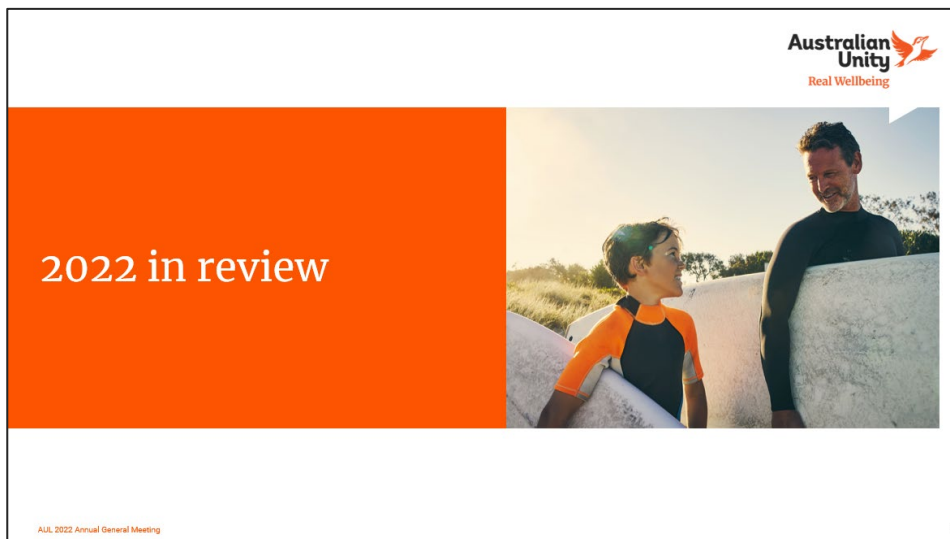 Australian
Unity
Real Wellbeing
2022 in review
AUL 2022 Annual General Meeting